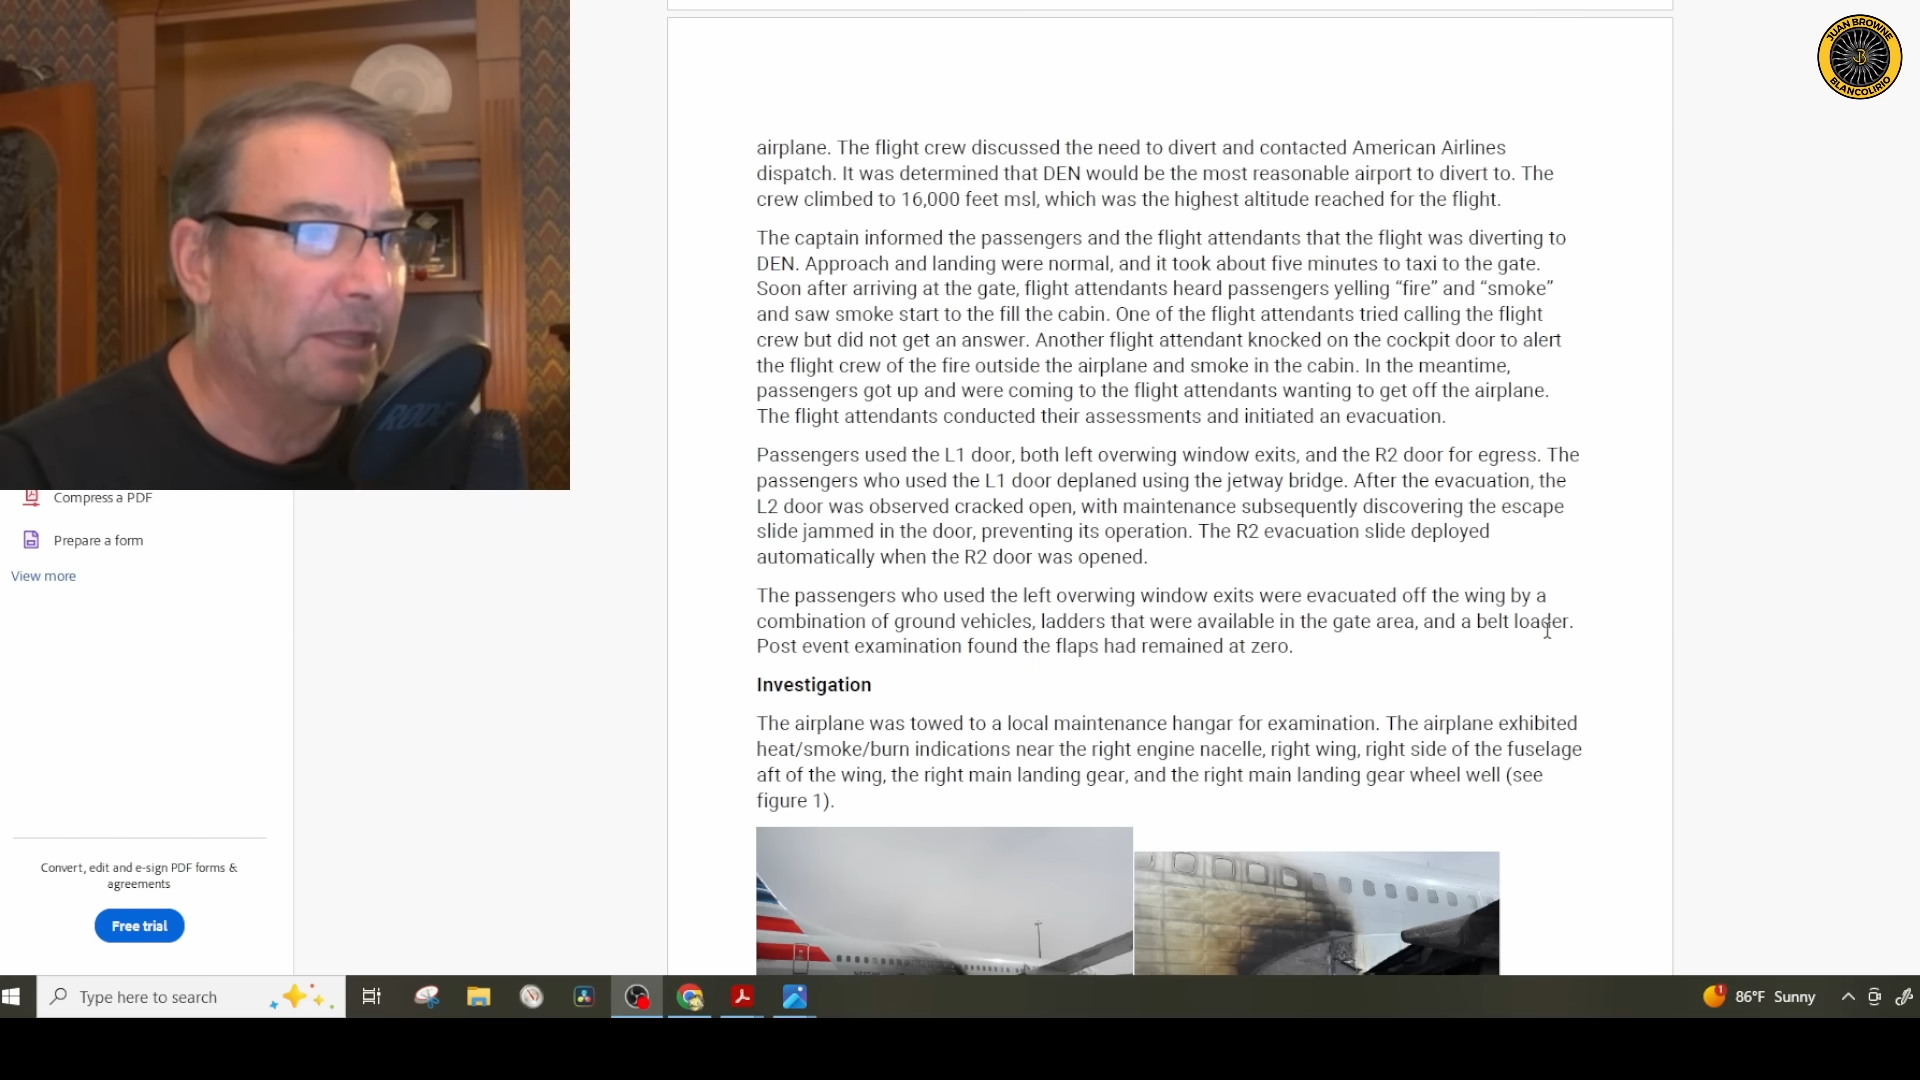 JUAN BROWNE
B
BLANCOLIRIO
airplane. The flight crew discussed the need to divert and contacted American Airlines
dispatch. It was determined that DEN would be the most reasonable airport to divert to. The
crew climbed to 16,000 feet msl, which was the highest altitude reached for the flight.
The captain informed the passengers and the flight attendants that the flight was diverting to
DEN. Approach and landing were normal, and it took about five minutes to taxi to the gate.
Soon after arriving at the gate, flight attendants heard passengers yelling “fire” and “smoke”
and saw smoke start to the fill the cabin. One of the flight attendants tried calling the flight
crew but did not get an answer. Another flight attendant knocked on the cockpit door to alert
the flight crew of the fire outside the airplane and smoke in the cabin. In the meantime,
passengers got up and were coming to the flight attendants wanting to get off the airplane.
The flight attendants conducted their assessments and initiated an evacuation.
Passengers used the L1 door, both left overwing window exits, and the R2 door for egress. The
passengers who used the L1 door deplaned using the jetway bridge. After the evacuation, the
L2 door was observed cracked open, with maintenance subsequently discovering the escape
slide jammed in the door, preventing its operation. The R2 evacuation slide deployed
automatically when the R2 door was opened.
The passengers who used the left overwing window exits were evacuated off the wing by a
combination of ground vehicles, ladders that were available in the gate area, and a belt loader.
Post event examination found the flaps had remained at zero.
Investigation
The airplane was towed to a local maintenance hangar for examination. The airplane exhibited
heat/smoke/burn indications near the right engine nacelle, right wing, right side of the fuselage
aft of the wing, the right main landing gear, and the right main landing gear wheel well (see
figure 1).
RODE
Compress a PDF
Prepare a form
View more
Convert, edit and e-sign PDF forms &
agreements
Free trial
Type here to search
1
86°F Sunny